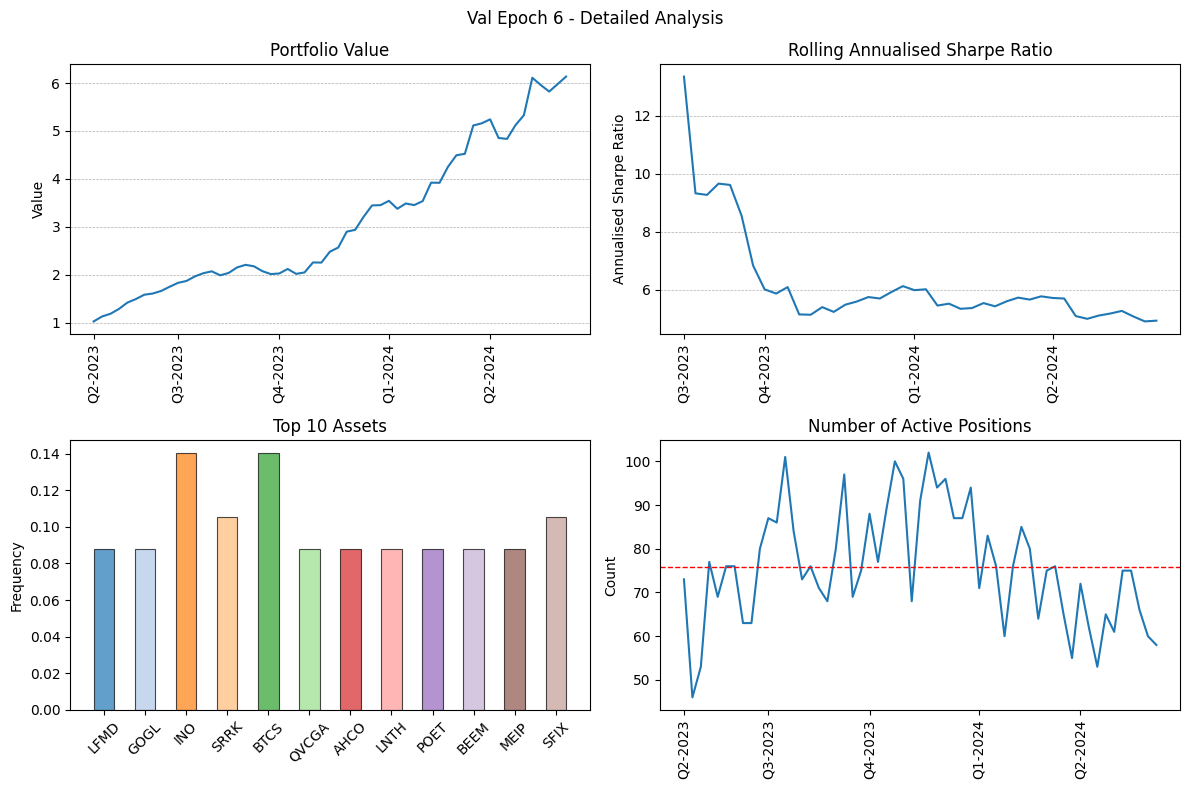 Val Epoch 6 - Detailed Analysis
Portfolio Value
Value
6
5
4
3
2
1
Q2-2023
Q3-2023
Q4-2023
Q1-2024
Q2-2024
Rolling Annualised Sharpe Ratio
Annualised Sharpe Ratio
12
10
8
6
Q3-2023
Q4-2023
Q1-2024
Q2-2024
Top 10 Assets
Frequency
0.14
0.12
0.10
0.08
0.06
0.04
0.02
0.00
LFMD
GOGL
INO
SRRK
BTCS
QVCGA
AHCO
LNTH
POET
BEEM
MEIP
SFIX
Number of Active Positions
Count
100
90
80
70
60
50
Q2-2023
Q3-2023
Q4-2023
Q1-2024
Q2-2024